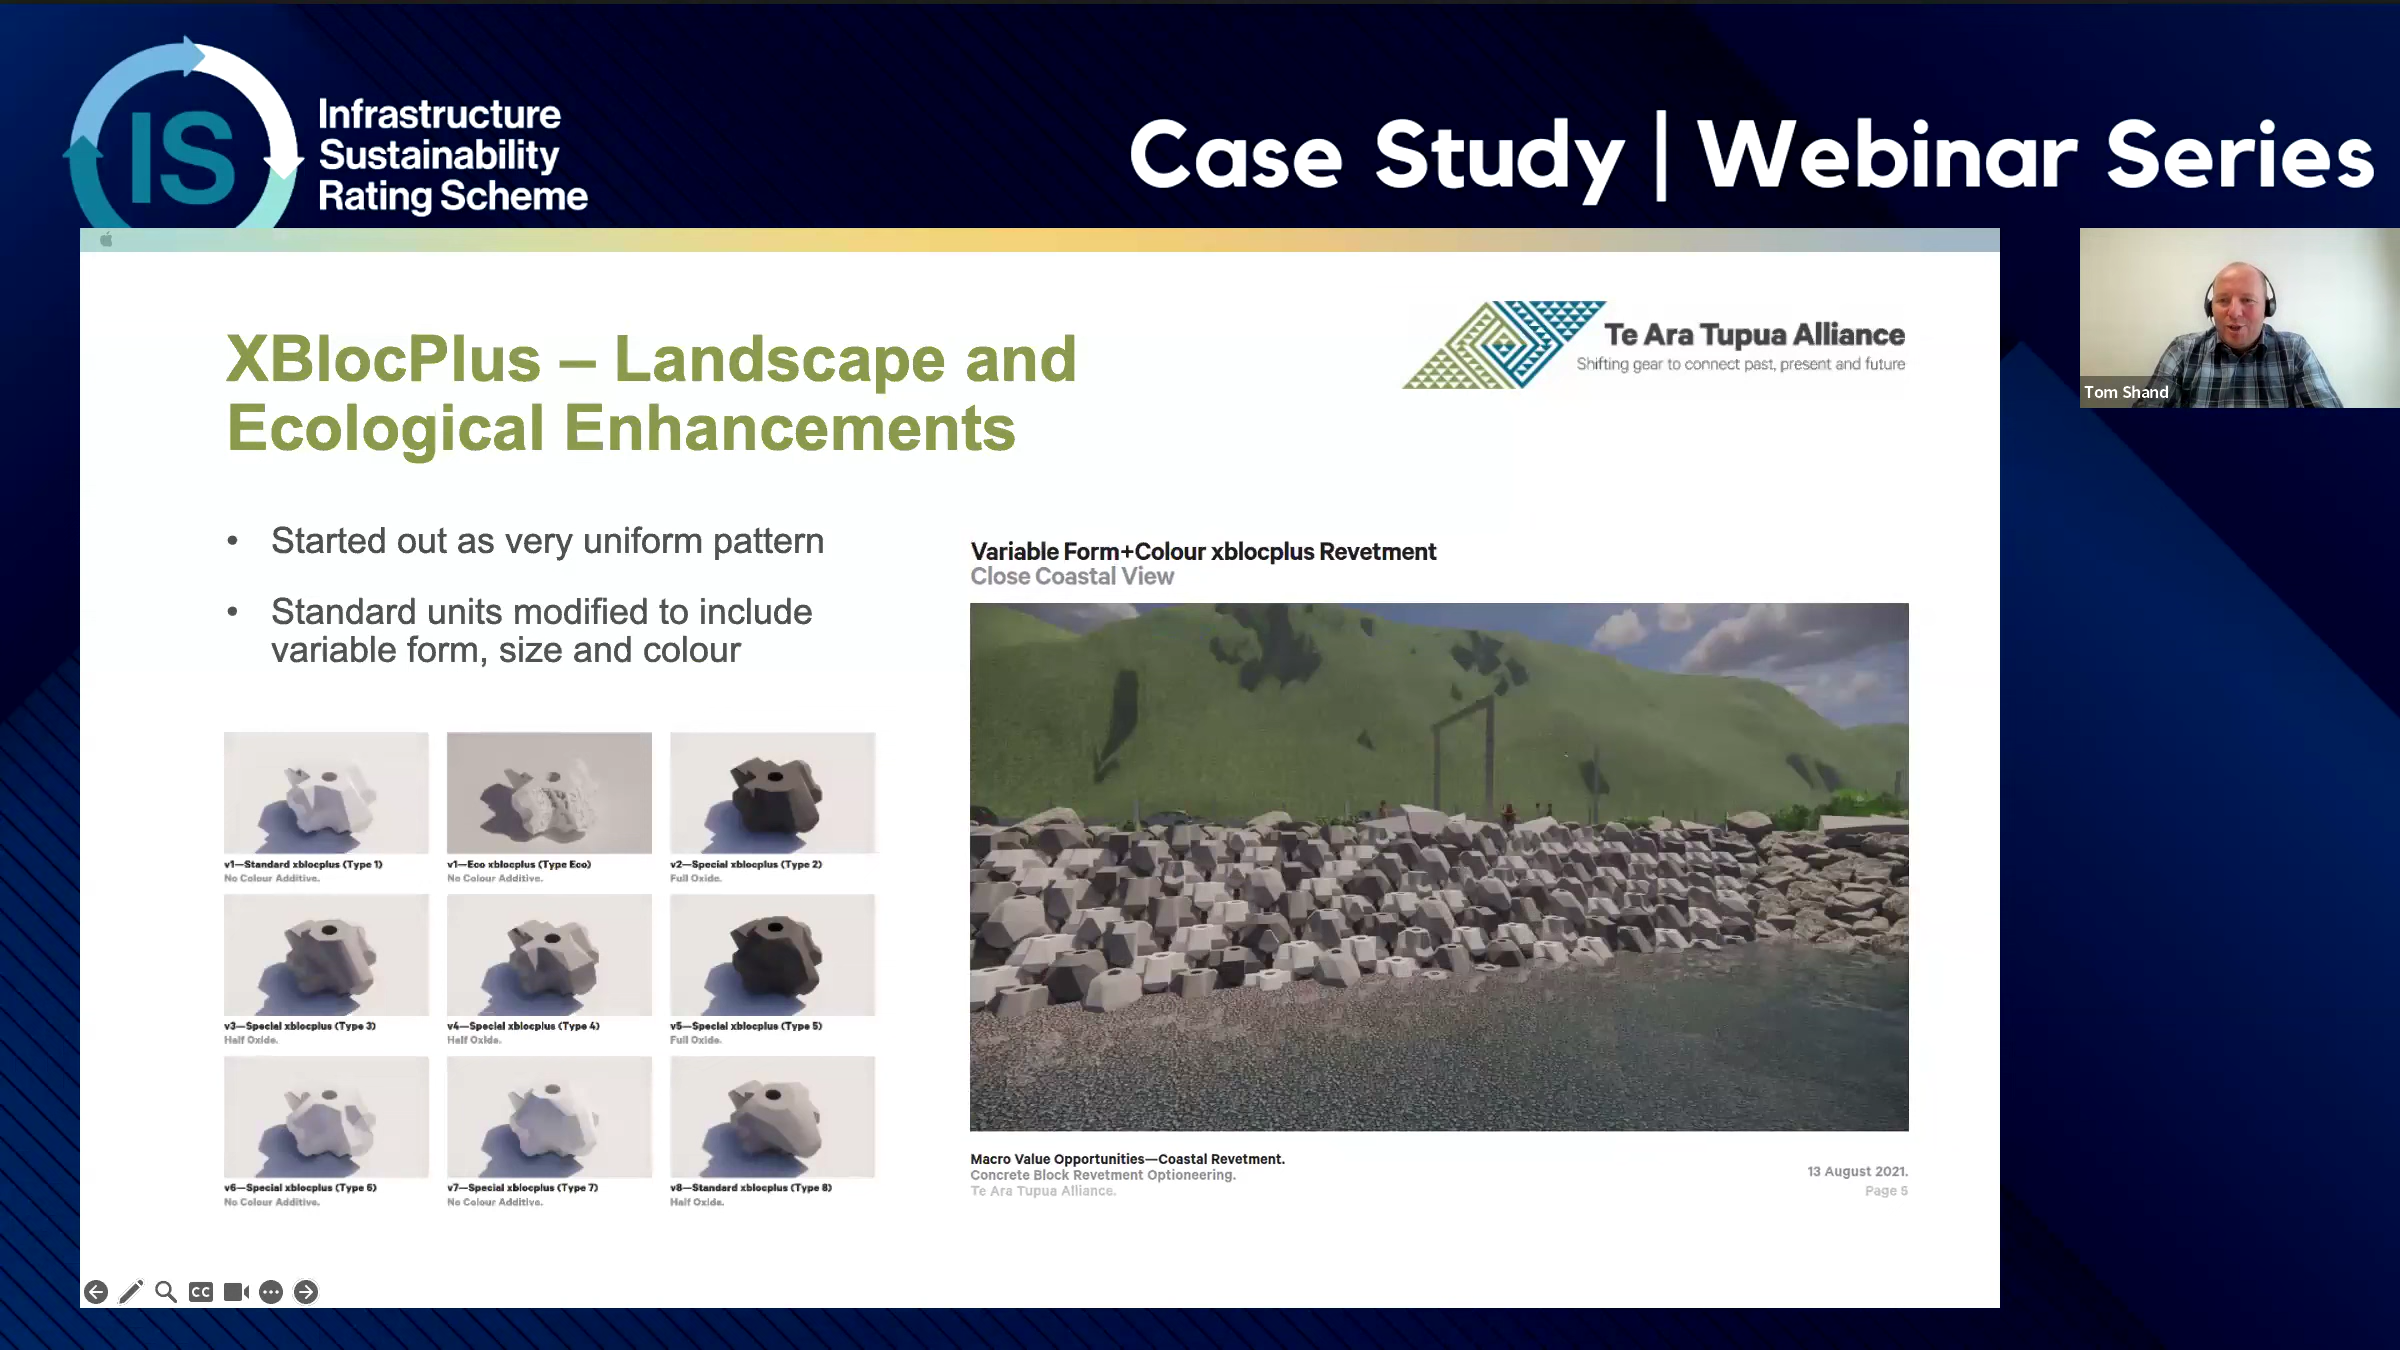 IS
Infrastructure
Sustainability
Rating Scheme
Case Study | Webinar Series
XBlocPlus – Landscape and
Ecological Enhancements
Te Ara Tupua Alliance
Shifting gear to connect past, present and future
Tom Shand
• Started out as very uniform pattern
• Standard units modified to include
variable form, size and colour
Variable Form+Colour xblocplus Revetment
Close Coastal View
v1—Standard xblocplus (Type 1)
No Colour Additive.
v1—Eco xblocplus (Type Eco)
No Colour Additive.
v2—Special xblocplus (Type 2)
Full Oxide.
v3—Special xblocplus (Type 3)
Half Oxide.
v4—Special xblocplus (Type 4)
Half Oxide.
v5—Special xblocplus (Type 5)
Full Oxide.
v6—Special xblocplus (Type 6)
No Colour Additive.
v7—Special xblocplus (Type 7)
No Colour Additive.
v8—Standard xblocplus (Type 8)
Half Oxide.
Macro Value Opportunities—Coastal Revetment.
Concrete Block Revetment Optioneering.
Te Ara Tupua Alliance.
13 August 2021.
Page 5
CC